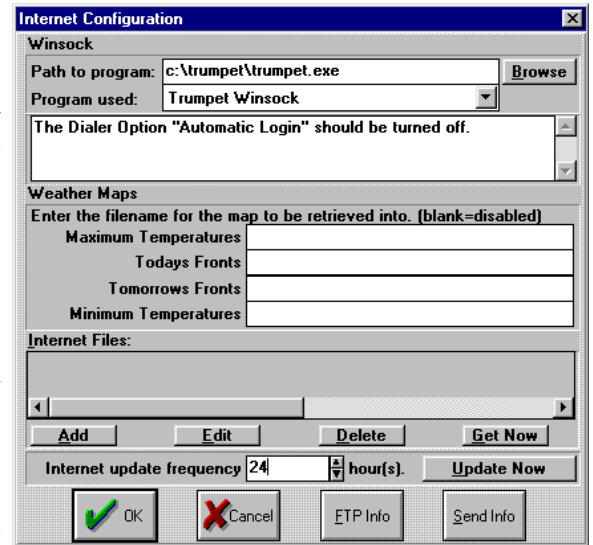 Internet Configuration
Winsock
Path to program: c:\trumpet\trumpet.exe Browse
Program used: Trumpet Winsock
The Dialer Option "Automatic Login" should be turned off.
Weather Maps
Enter the filename for the map to be retrieved into. (blank=disabled)
Maximum Temperatures
Todays Fronts
Tomorrows Fronts
Minimum Temperatures
Internet Files:
Add Edit Delete Get Now
Internet update frequency 24 hour(s). Update Now
OK Cancel FTP Info Send Info